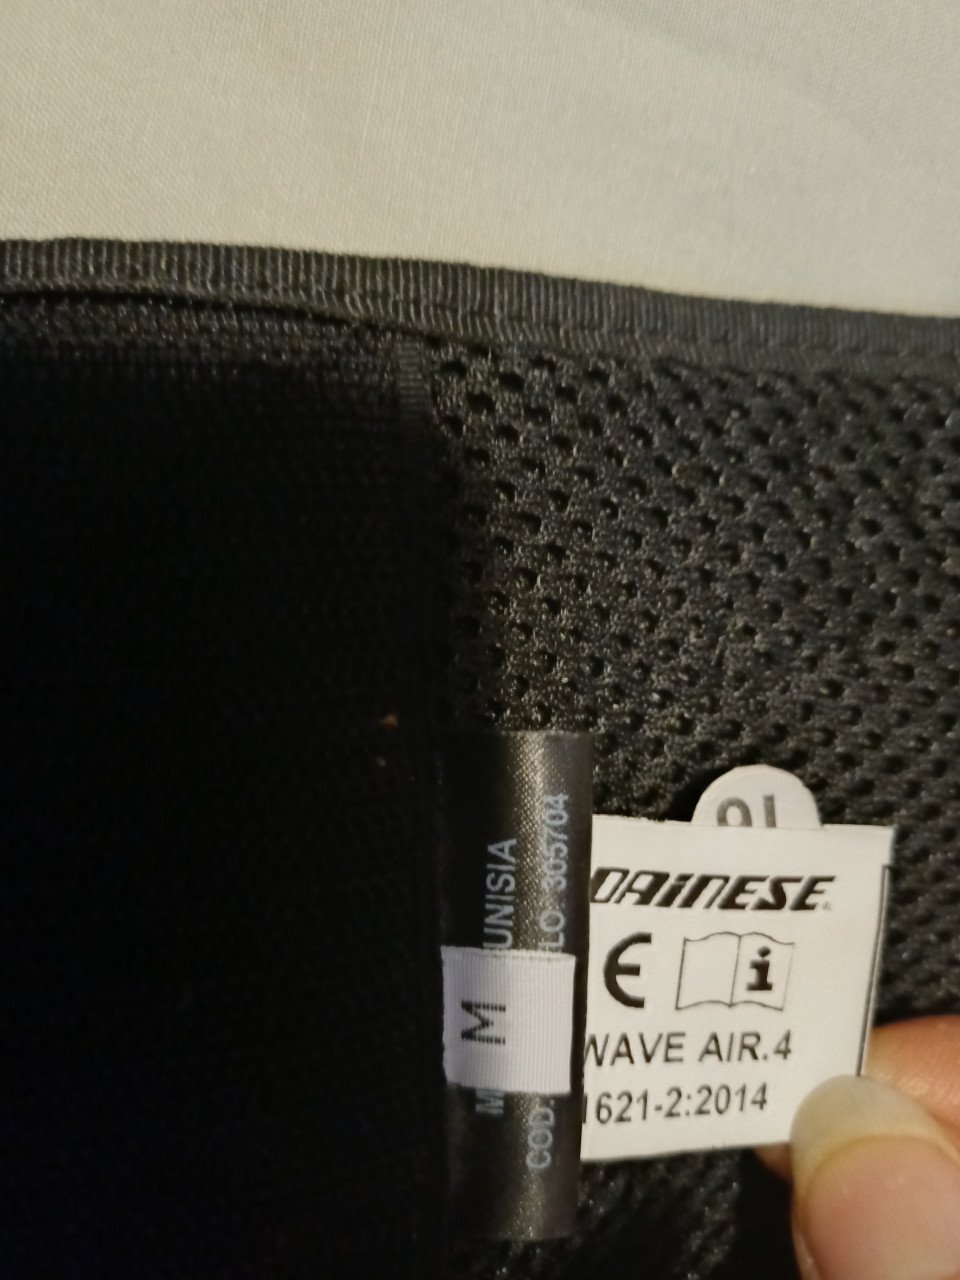 DAINESE
CE
i
WAVE AIR.4
1621-2:2014
M
UNISIA
COD.
LO 365704